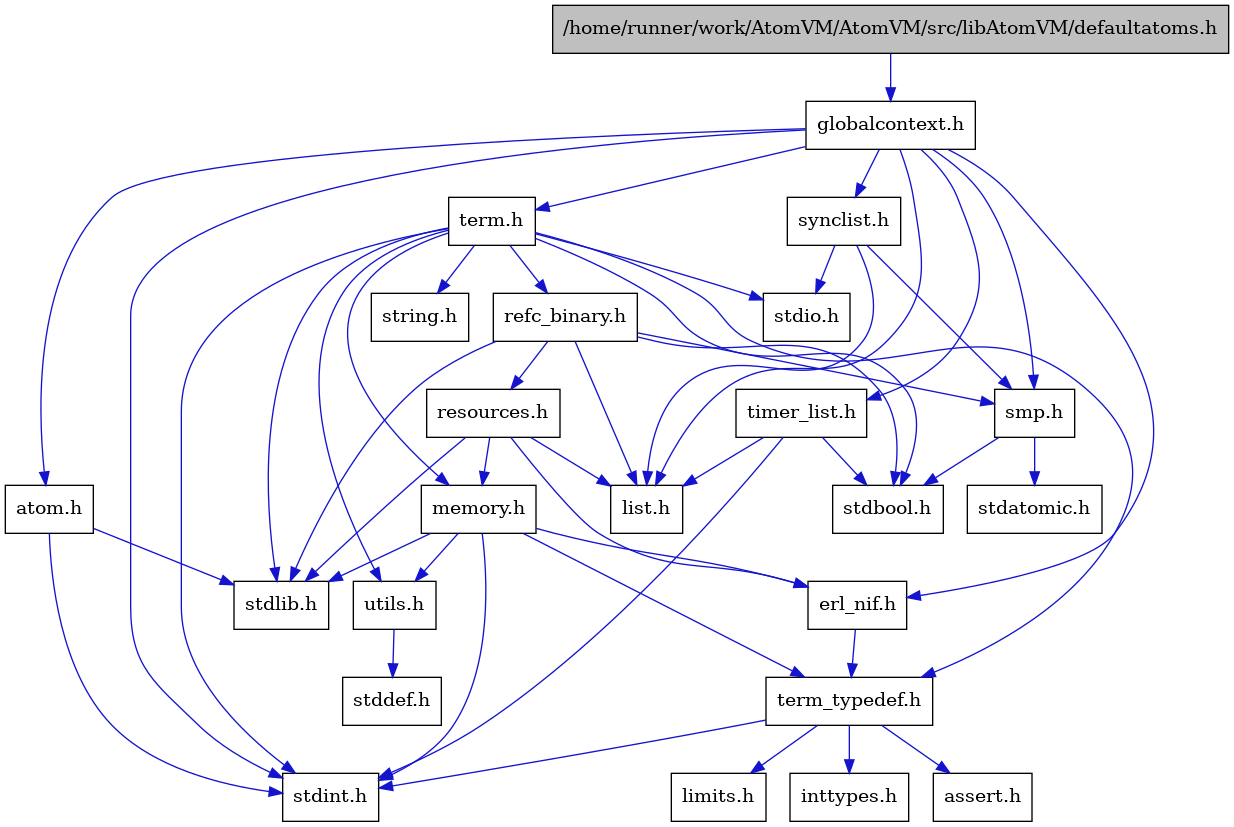 /home/runner/work/AtomVM/AtomVM/src/libAtomVM/defaultatoms.h
globalcontext.h
term.h
synclist.h
string.h
refc_binary.h
stdio.h
resources.h
timer_list.h
smp.h
atom.h
memory.h
list.h
stdbool.h
stdatomic.h
stdlib.h
utils.h
erl_nif.h
stddef.h
term_typedef.h
stdint.h
limits.h
inttypes.h
assert.h